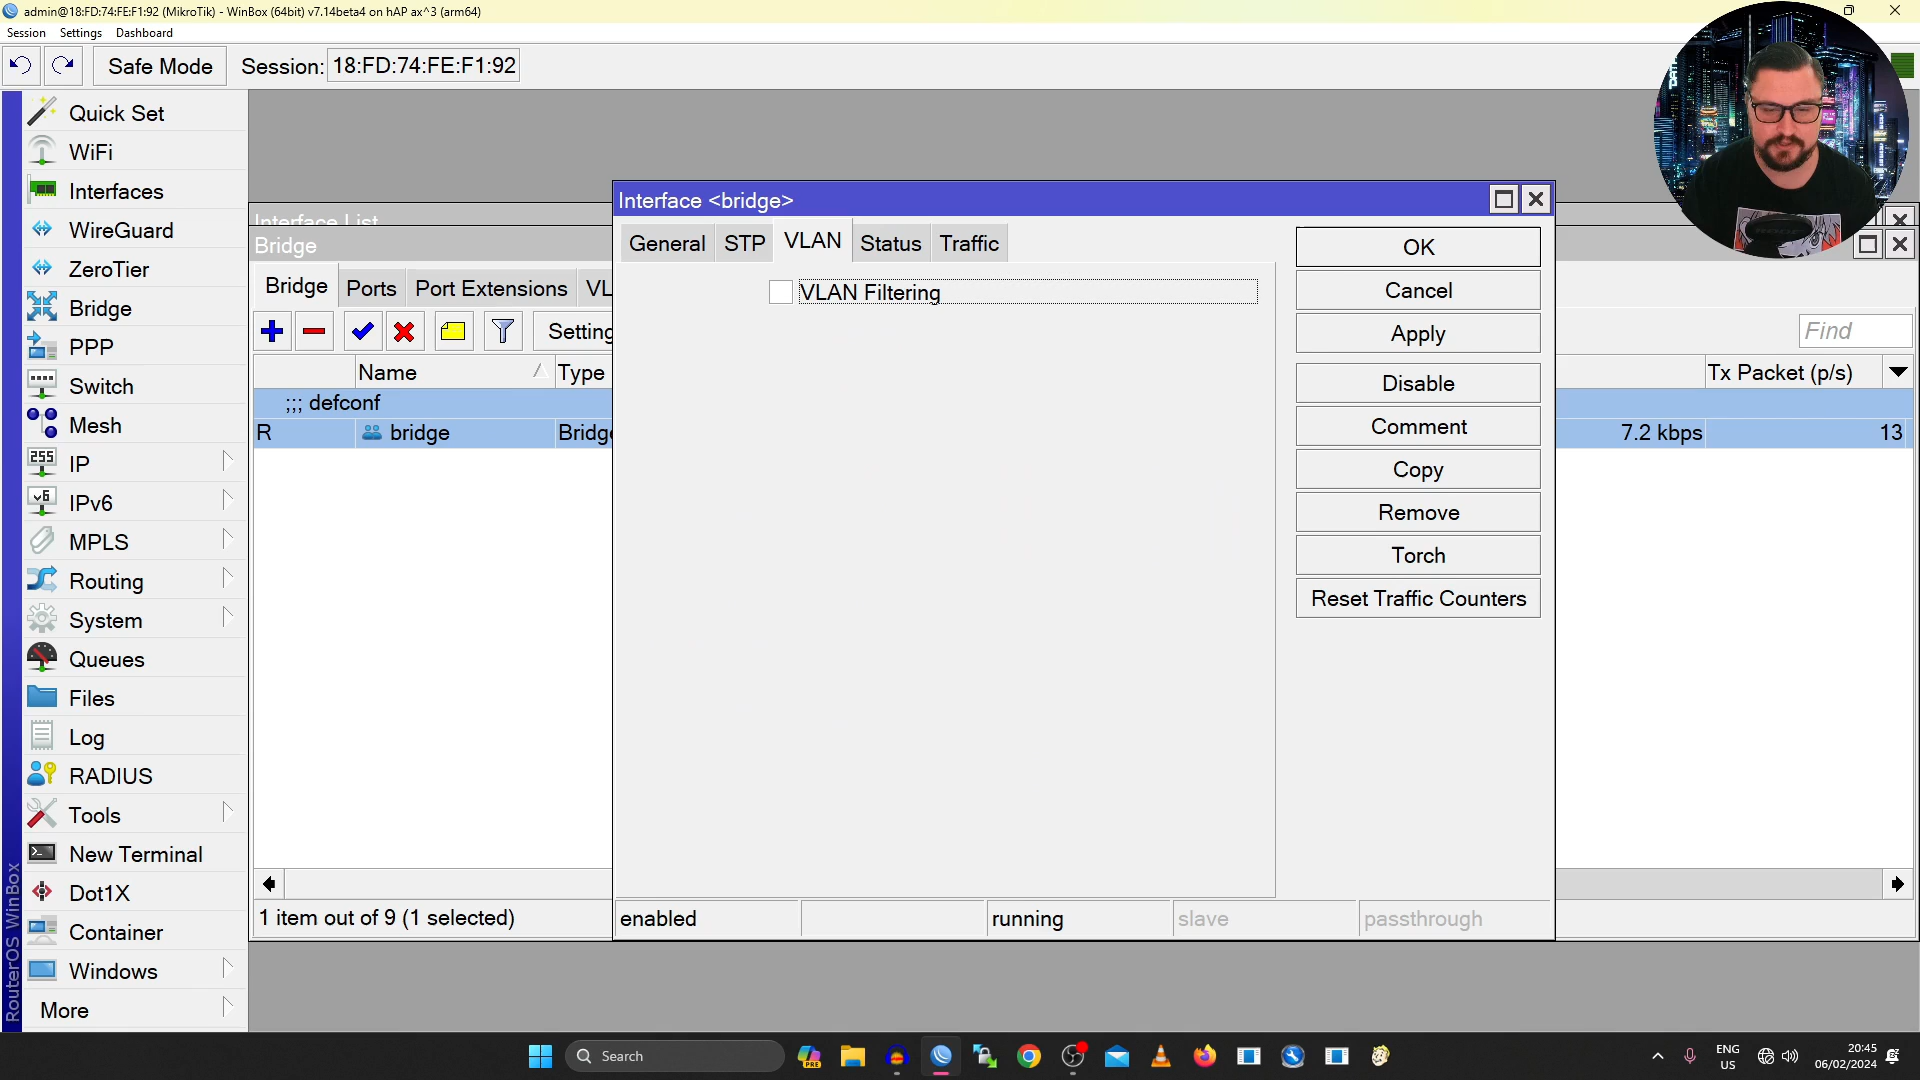 admin@18:FD:74:FE:F1:92 (MikroTik) - WinBox (64bit) v7.14beta4 on hAP ax^3 (arm64)
Session Settings Dashboard
Safe Mode Session: 18:FD:74:FE:F1:92
Quick Set
WiFi
Interfaces
WireGuard
ZeroTier
Bridge
PPP
Switch
Mesh
IP
IPv6
MPLS
Routing
System
Queues
Files
Log
RADIUS
Tools
New Terminal
Dot1X
Container
Windows
More
RouterOS WinBox
Interface List
Bridge
Bridge Ports Port Extensions VL
Setting
Find
Name Type Tx Packet (p/s)
;;; defconf
R bridge Bridge 7.2 kbps 13
1 item out of 9 (1 selected)
Interface <bridge>
General STP VLAN Status Traffic
VLAN Filtering
OK
Cancel
Apply
Disable
Comment
Copy
Remove
Torch
Reset Traffic Counters
enabled running slave passthrough
Search
ENG
US
20:45
06/02/2024